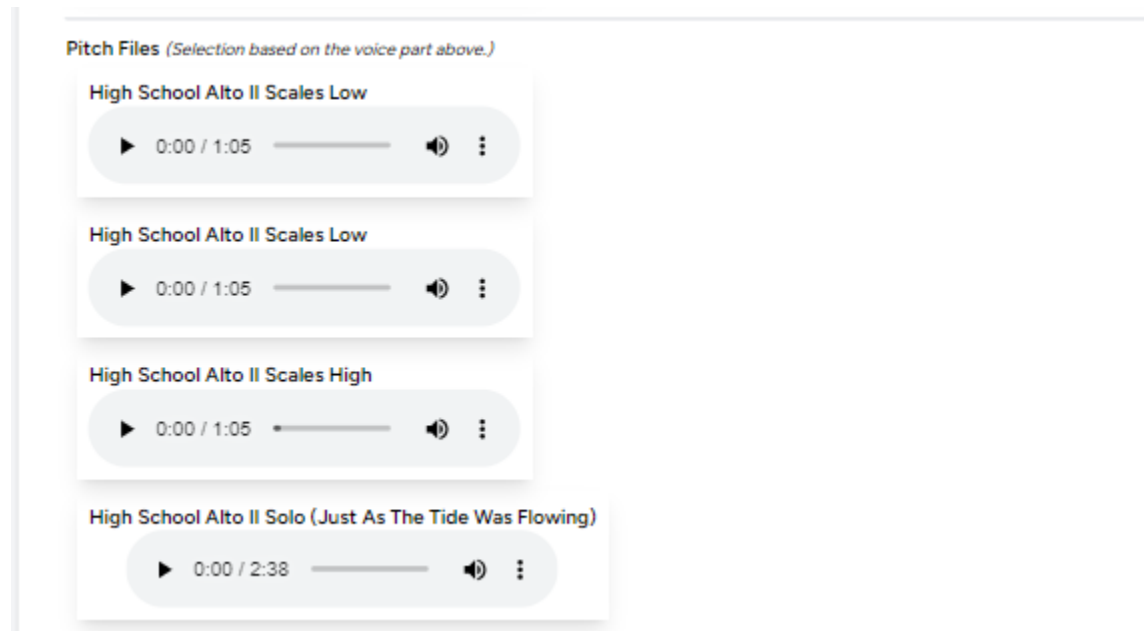 Pitch Files (Selection based on the voice part above.)
High School Alto II Scales Low
0:00 / 1:05
High School Alto II Scales Low
0:00 / 1:05
High School Alto II Scales High
0:00 / 1:05
High School Alto II Solo (Just As The Tide Was Flowing)
0:00 / 2:38